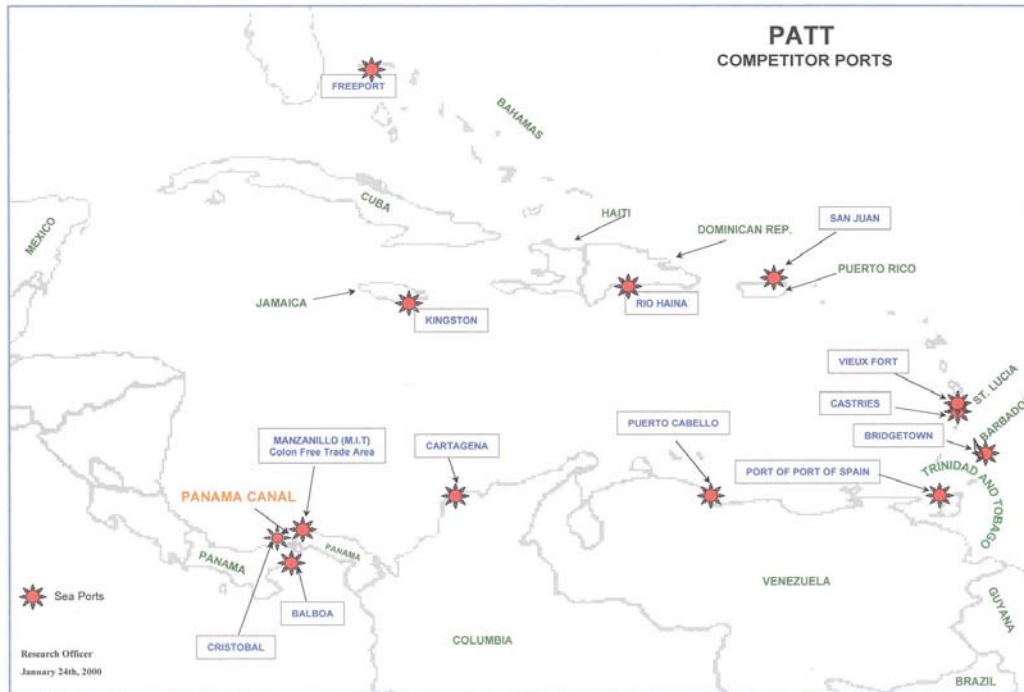 PATT
COMPETITOR PORTS
FREEPORT
BAHAMAS
CUBA
MEXICO
HAITI
DOMINICAN REP.
SAN JUAN
PUERTO RICO
JAMAICA
KINGSTON
RIO HAINA
VIEUX FORT
ST. LUCIA
CASTRIES
BARBADO
BRIDGETOWN
PUERTO CABELLO
MANZANILLO (M.I.T)
Colon Free Trade Area
CARTAGENA
PORT OF PORT OF SPAIN
TRINIDAD AND TOBAGO
PANAMA CANAL
PANAMA
PANAMA
VENEZUELA
GUYANA
Sea Ports
BALBOA
CRISTOBAL
COLUMBIA
Research Officer
January 24th, 2000
BRAZIL